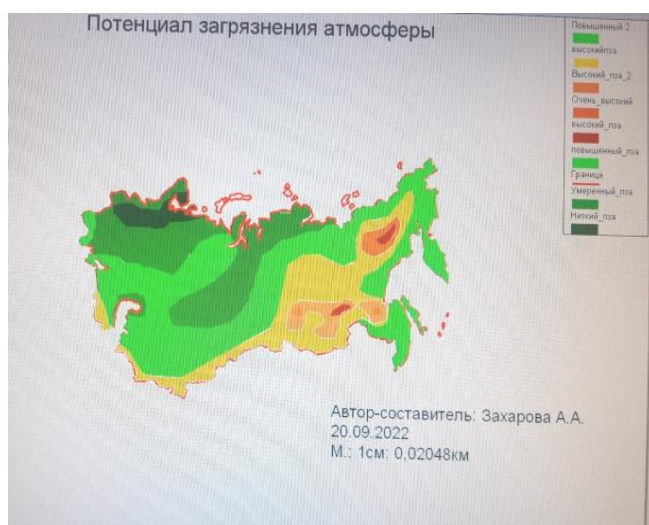 Потенциал загрязнения атмосферы
Повышенный 2
высокийпза
Высокий_пза_2
Очень_высокий
высокий_пза
повышенный_пза
Граница
Умеренный_пза
Низкий_пза
Автор-составитель: Захарова А.А.
20.09.2022
М.: 1см: 0,02048км